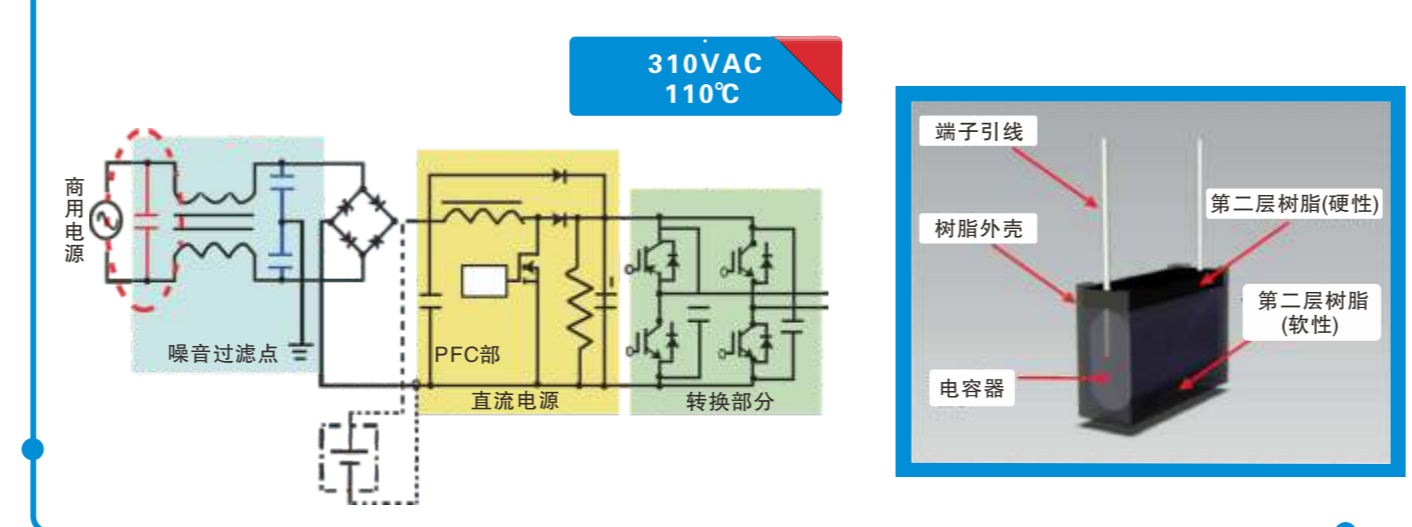 310VAC
110℃
商用电源
噪音过滤点
PFC部
直流电源
转换部分
端子引线
第二层树脂(硬性)
树脂外壳
第二层树脂
(软性)
电容器